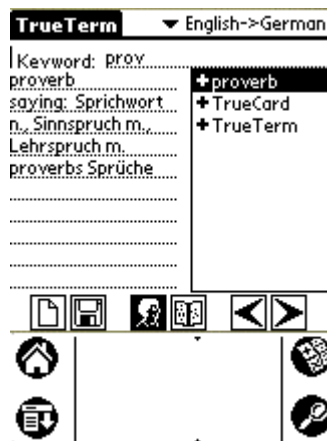 TrueTerm English->German
Keyword: prov
proverb
saying: Sprichwort
n., Sinnspruch m.,
Lehrspruch m.
proverbs Sprüche
+proverb
+TrueCard
+TrueTerm